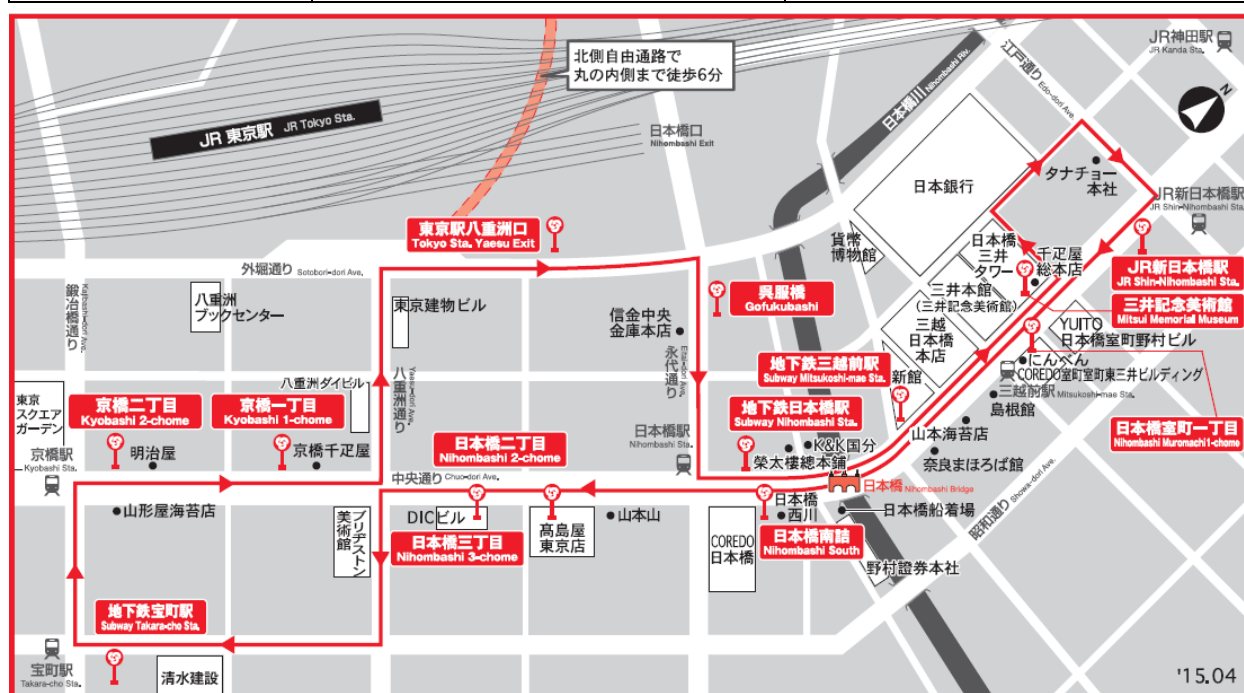 北側自由通路で
丸の内側まで徒歩6分
JR神田駅
JR Kanda Sta.
江戸通り Edo-dori Ave.
日本橋川 Nihombashi Riv.
N
JR 東京駅 JR Tokyo Sta.
日本橋口
Nihombashi Exit
日本銀行
タナチョー
本社
JR新日本橋駅
JR Shin-Nihombashi Sta.
東京駅八重洲口
Tokyo Sta. Yaesu Exit
貨幣
博物館
日本橋
三井
タワー
千疋屋
総本店
JR新日本橋駅
JR Shin-Nihombashi Sta.
外堀通り Sotobori-dori Ave.
鍛冶橋通り
Kajibashi-dori Ave.
八重洲
ブックセンター
東京建物ビル
信金中央
金庫本店
呉服橋
Gofukubashi
三井本館
(三井記念美術館)
三井記念美術館
Mitsui Memorial Museum
三越
日本橋
本店
YUITO
日本橋室町野村ビル
にんべん
COREDO室町室町東三井ビルディング
三越前駅 Mitsukoshi-mae Sta.
八重洲通り
Yaesu-dori Ave.
永代通り
Eitai-dori Ave.
地下鉄三越前駅
Subway Mitsukoshi-mae Sta.
新館
島根館
八重洲ダイビル
東京
スクエア
ガーデン
京橋二丁目
Kyobashi 2-chome
京橋一丁目
Kyobashi 1-chome
地下鉄日本橋駅
Subway Nihombashi Sta.
山本海苔店
日本橋室町一丁目
Nihombashi Muromachi1-chome
京橋駅
Kyobashi Sta.
明治屋
京橋千疋屋
日本橋二丁目
Nihombashi 2-chome
日本橋駅
Nihombashi Sta.
K&K国分
榮太樓總本鋪
奈良まほろば館
中央通り Chuo-dori Ave.
日本橋 Nihombashi Bridge
昭和通り Showa-dori Ave.
山形屋海苔店
ブリヂストン
美術館
DICビル
日本橋三丁目
Nihombashi 3-chome
髙島屋
東京店
山本山
日本橋
西川
日本橋船着場
COREDO
日本橋
日本橋南詰
Nihombashi South
野村證券本社
地下鉄宝町駅
Subway Takara-cho Sta.
宝町駅
Takara-cho Sta.
清水建設
'15.04